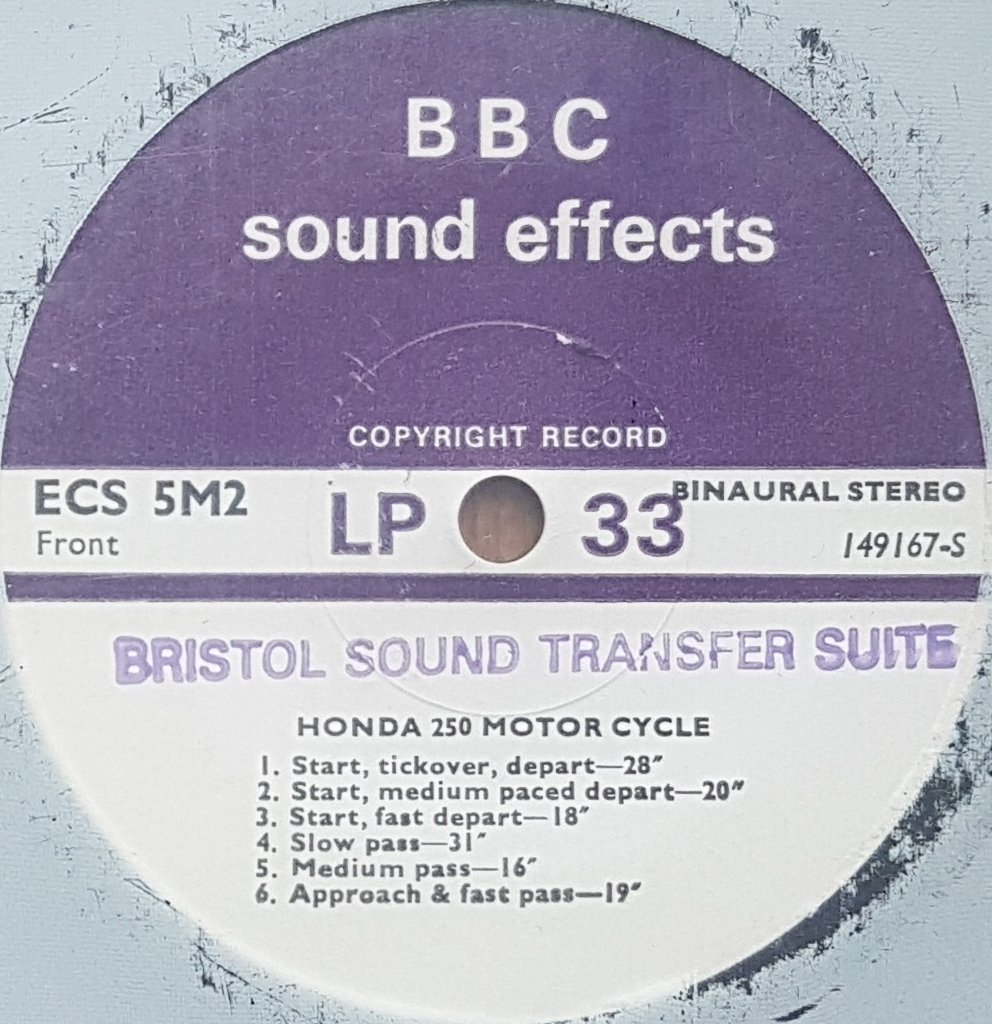 BBC
sound effects
COPYRIGHT RECORD
ECS 5M2 LP 33 BINAURAL STEREO
Front 149167-S
BRISTOL SOUND TRANSFER SUITE
HONDA 250 MOTOR CYCLE
1. Start, tickover, depart—28″
2. Start, medium paced depart—20″
3. Start, fast depart—18″
4. Slow pass—31″
5. Medium pass—16″
6. Approach & fast pass—19″